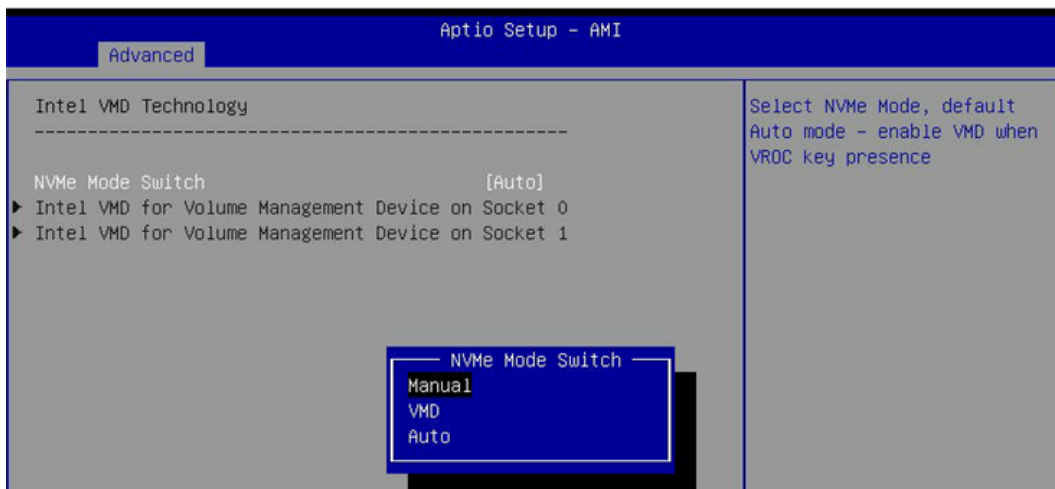 Aptio Setup – AMI
Advanced
Intel VMD Technology
------------------------------------------------------------
NVMe Mode Switch [Auto]
Intel VMD for Volume Management Device on Socket 0
Intel VMD for Volume Management Device on Socket 1
Select NVMe Mode, default
Auto mode – enable VMD when
VROC key presence
NVMe Mode Switch
Manual
VMD
Auto